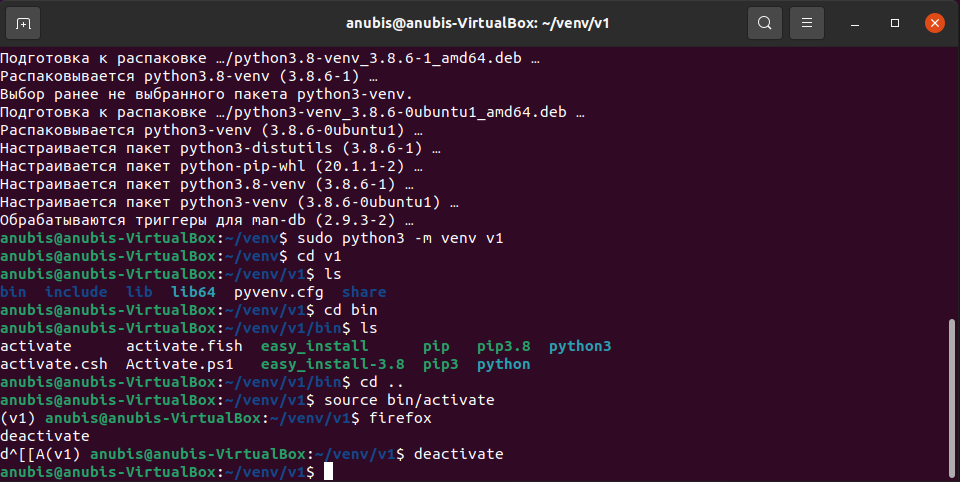 anubis@anubis-VirtualBox: ~/venv/v1
Подготовка к распаковке …/python3.8-venv_3.8.6-1_amd64.deb …
Распаковывается python3.8-venv (3.8.6-1) …
Выбор ранее не выбранного пакета python3-venv.
Подготовка к распаковке …/python3-venv_3.8.6-0ubuntu1_amd64.deb …
Распаковывается python3-venv (3.8.6-0ubuntu1) …
Настраивается пакет python3-distutils (3.8.6-1) …
Настраивается пакет python-pip-whl (20.1.1-2) …
Настраивается пакет python3.8-venv (3.8.6-1) …
Настраивается пакет python3-venv (3.8.6-0ubuntu1) …
Обрабатываются триггеры для man-db (2.9.3-2) …
anubis@anubis-VirtualBox:~/venv$ sudo python3 -m venv v1
anubis@anubis-VirtualBox:~/venv$ cd v1
anubis@anubis-VirtualBox:~/venv/v1$ ls
bin  include  lib  lib64  pyvenv.cfg  share
anubis@anubis-VirtualBox:~/venv/v1$ cd bin
anubis@anubis-VirtualBox:~/venv/v1/bin$ ls
activate      activate.fish  easy_install      pip   pip3.8  python3
activate.csh  Activate.ps1   easy_install-3.8  pip3  python
anubis@anubis-VirtualBox:~/venv/v1/bin$ cd ..
anubis@anubis-VirtualBox:~/venv/v1$ source bin/activate
(v1) anubis@anubis-VirtualBox:~/venv/v1$ firefox
deactivate
d^[[A(v1) anubis@anubis-VirtualBox:~/venv/v1$ deactivate
anubis@anubis-VirtualBox:~/venv/v1$